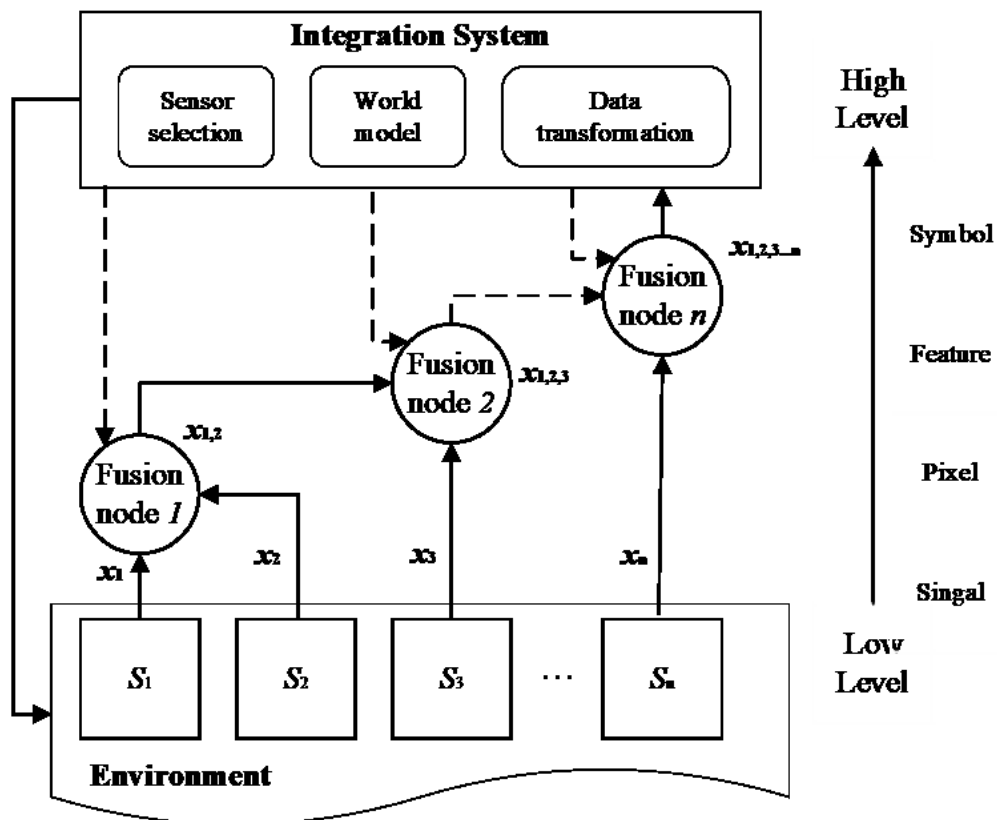 Integration System
Sensor
selection
World
model
Data
transformation
High
Level
Symbol
x1,2,3...n
Fusion
node n
Feature
Fusion
node 2
x1,2,3
x1,2
Fusion
node 1
Pixel
x1
x2
x3
xn
Singal
S1
S2
S3
...
Sn
Low
Level
Environment